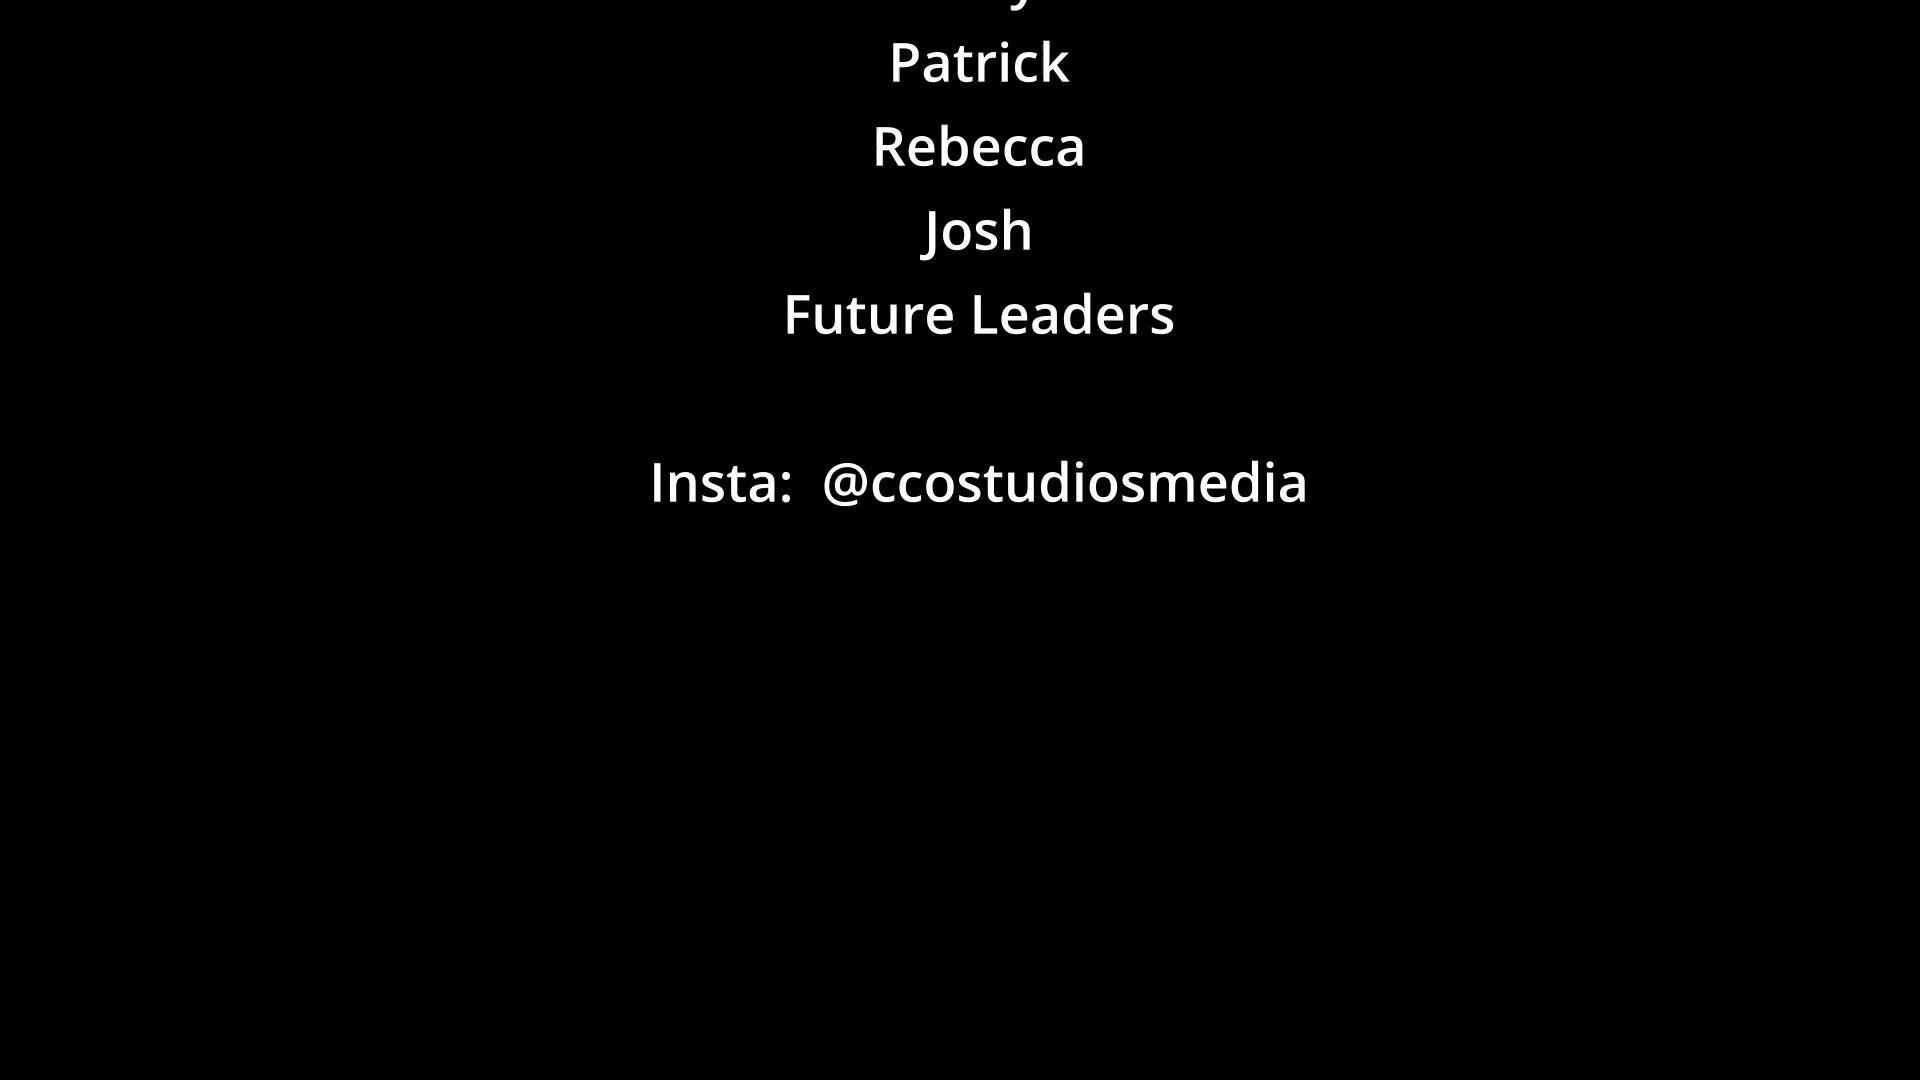 Patrick
Rebecca
Josh
Future Leaders
Insta:  @ccostudiosmedia